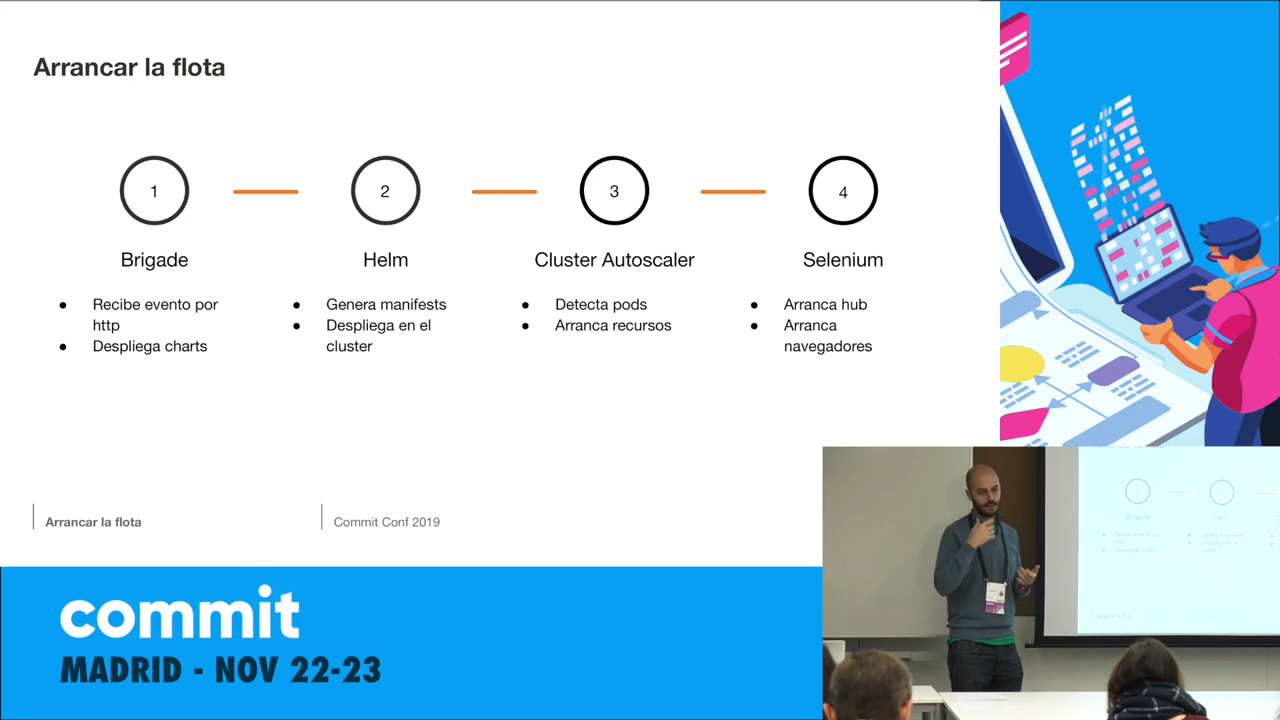 Arrancar la flota
1
2
3
4
Brigade
Helm
Cluster Autoscaler
Selenium
● Recibe evento por
http
● Despliega charts
● Genera manifests
● Despliega en el
cluster
● Detecta pods
● Arranca recursos
● Arranca hub
● Arranca
navegadores
Arrancar la flota
Commit Conf 2019
commit
MADRID - NOV 22-23
Brigade
Helm